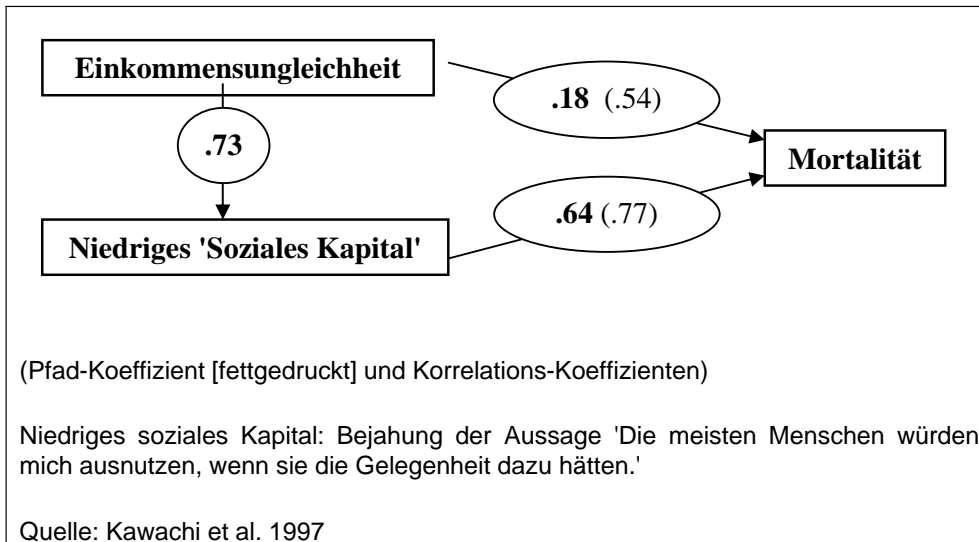 Einkommensungleichheit
.18 (.54)
.73
Mortalität
.64 (.77)
Niedriges 'Soziales Kapital'
(Pfad-Koeffizient [fettgedruckt] und Korrelations-Koeffizienten)
Niedriges soziales Kapital: Bejahung der Aussage 'Die meisten Menschen würden
mich ausnutzen, wenn sie die Gelegenheit dazu hätten.'
Quelle: Kawachi et al. 1997